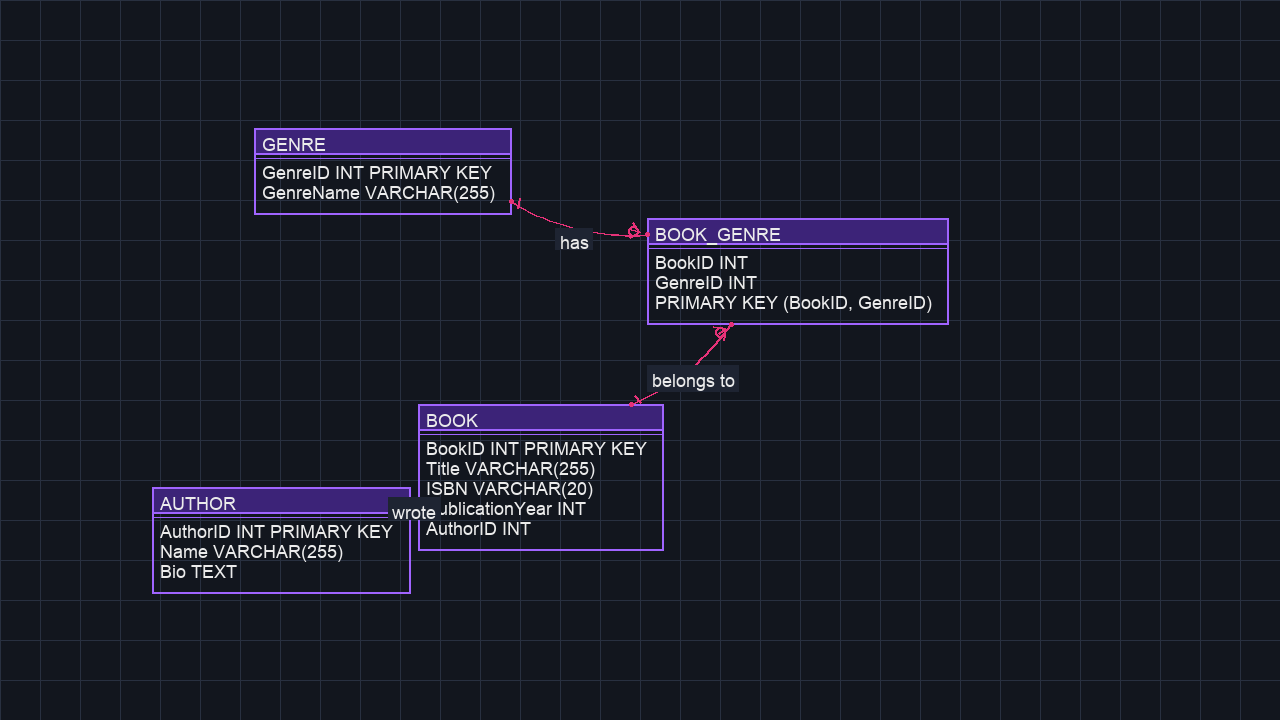 GENRE
GenreID INT PRIMARY KEY
GenreName VARCHAR(255)
has
BOOK_GENRE
BookID INT
GenreID INT
PRIMARY KEY (BookID, GenreID)
belongs to
BOOK
BookID INT PRIMARY KEY
Title VARCHAR(255)
ISBN VARCHAR(20)
ublicationYear INT
AuthorID INT
wrote
AUTHOR
AuthorID INT PRIMARY KEY
Name VARCHAR(255)
Bio TEXT